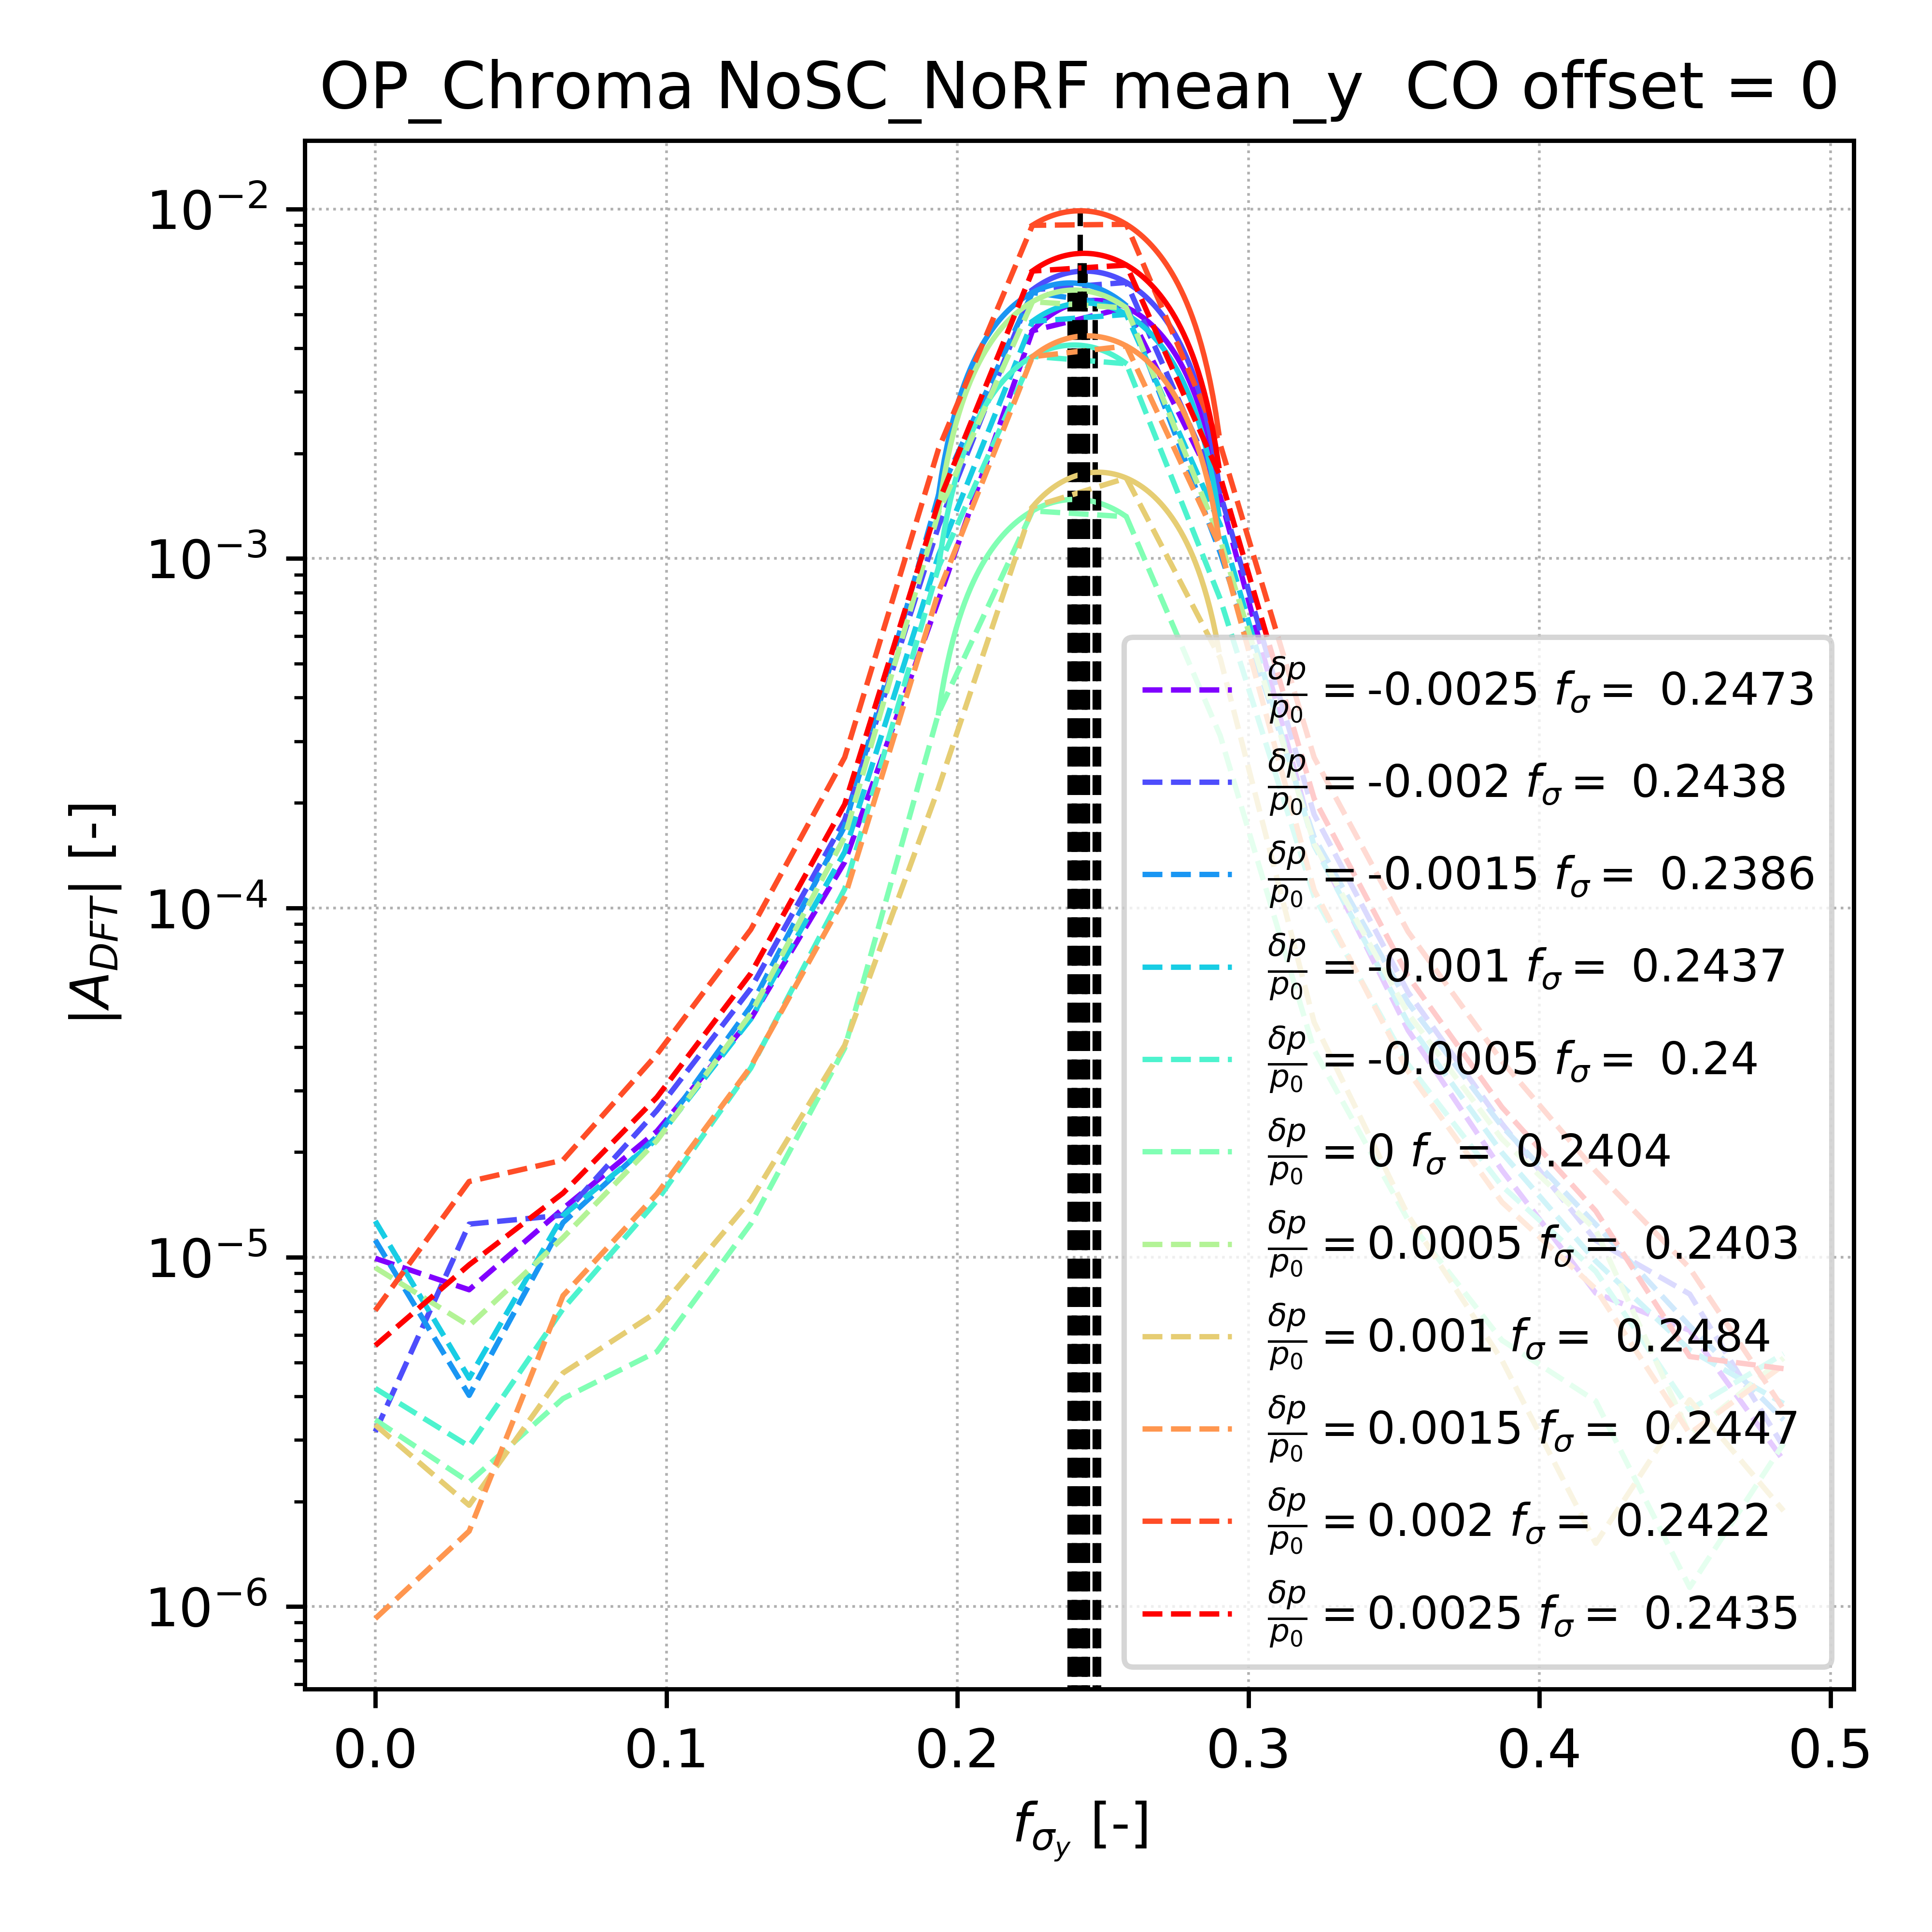 OP_Chroma NoSC_NoRF mean_y  CO offset = 0
10⁻²
10⁻³
10⁻⁴
10⁻⁵
10⁻⁶
|A_DFT| [-]
δp/p₀ = -0.0025 f_σ = 0.2473
δp/p₀ = -0.002 f_σ = 0.2438
δp/p₀ = -0.0015 f_σ = 0.2386
δp/p₀ = -0.001 f_σ = 0.2437
δp/p₀ = -0.0005 f_σ = 0.24
δp/p₀ = 0 f_σ = 0.2404
δp/p₀ = 0.0005 f_σ = 0.2403
δp/p₀ = 0.001 f_σ = 0.2484
δp/p₀ = 0.0015 f_σ = 0.2447
δp/p₀ = 0.002 f_σ = 0.2422
δp/p₀ = 0.0025 f_σ = 0.2435
0.0 0.1 0.2 0.3 0.4 0.5
f_σ_y [-]